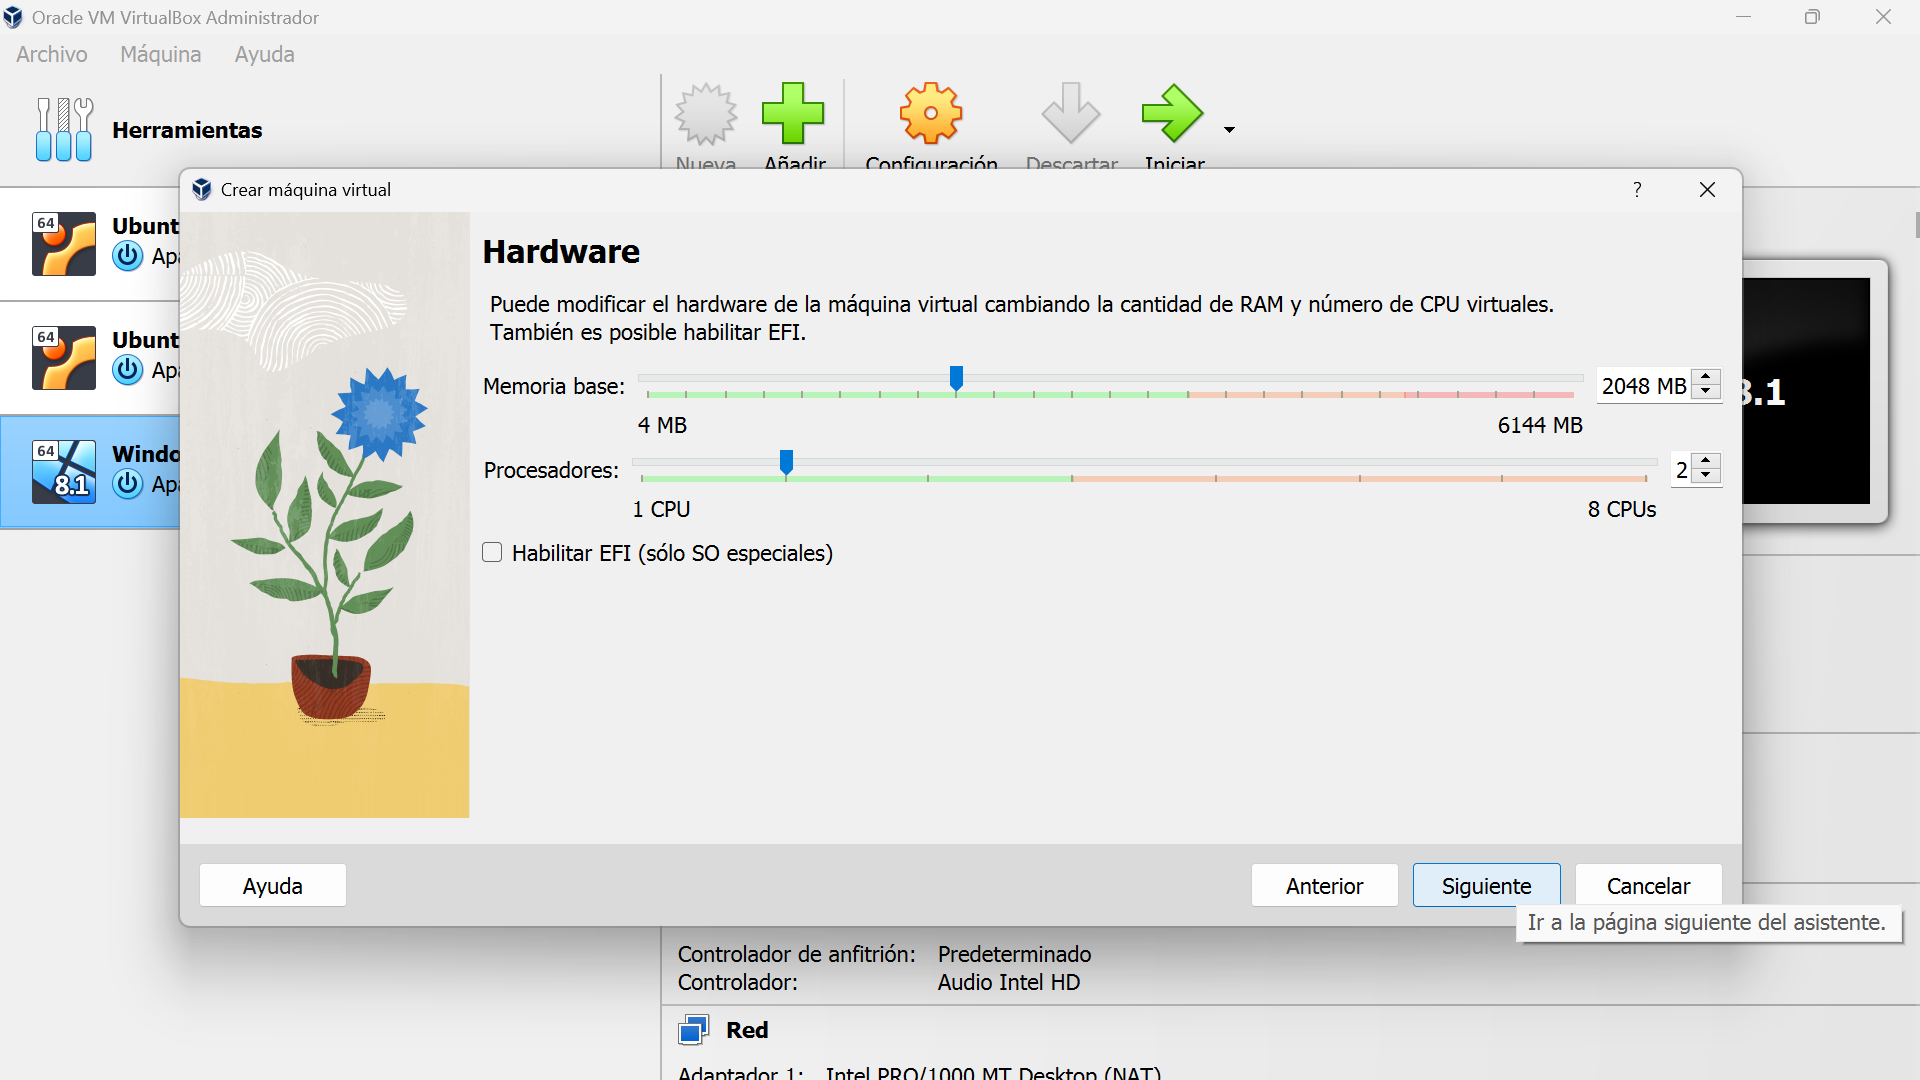 Oracle VM VirtualBox Administrador
Archivo Máquina Ayuda
Herramientas
Nueva Añadir Configuración Descartar Iniciar
Crear máquina virtual ?
64 Ubunt
Apa
64 Ubunt
Apa
64 8.1 Windo
Apa
Hardware
Puede modificar el hardware de la máquina virtual cambiando la cantidad de RAM y número de CPU virtuales.
También es posible habilitar EFI.
Memoria base: 2048 MB
4 MB 6144 MB
Procesadores: 2
1 CPU 8 CPUs
Habilitar EFI (sólo SO especiales)
8.1
Ayuda Anterior Siguiente Cancelar
Ir a la página siguiente del asistente.
Controlador de anfitrión: Predeterminado
Controlador: Audio Intel HD
Red
Adaptador 1: Intel PRO/1000 MT Desktop (NAT)